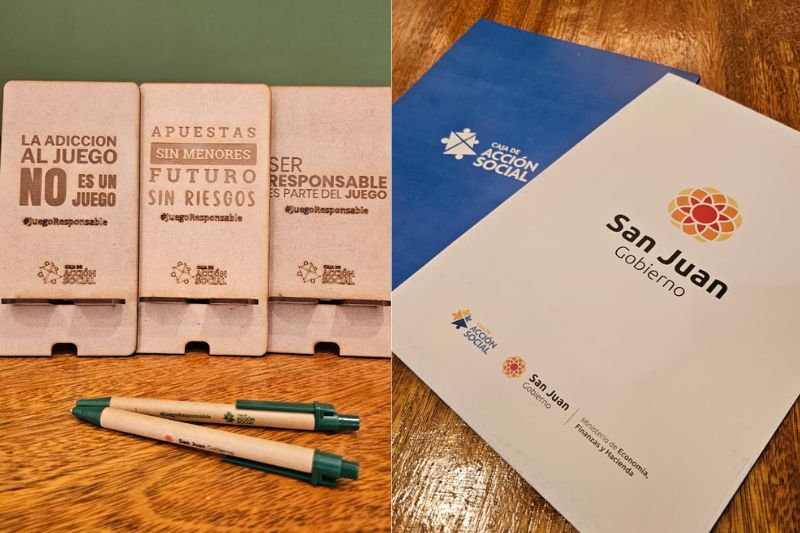 LA ADICCION
AL JUEGO
NO ES UN
JUEGO
#JuegoResponsable
CAJA DE
ACCIÓN
SOCIAL
APUESTAS
SIN MENORES
FUTURO
SIN RIESGOS
#JuegoResponsable
CAJA DE
ACCIÓN
SOCIAL
SER
RESPONSABLE
ES PARTE DEL JUEGO
#JuegoResponsable
CAJA DE
ACCIÓN
SOCIAL
#JuegoResponsable
ACCIÓN
SOCIAL
San Juan Gobierno
CAJA DE
ACCIÓN
SOCIAL
San Juan
Gobierno
CAJA DE
ACCIÓN
SOCIAL
San Juan
Gobierno
Ministerio de Economía,
Finanzas y Hacienda